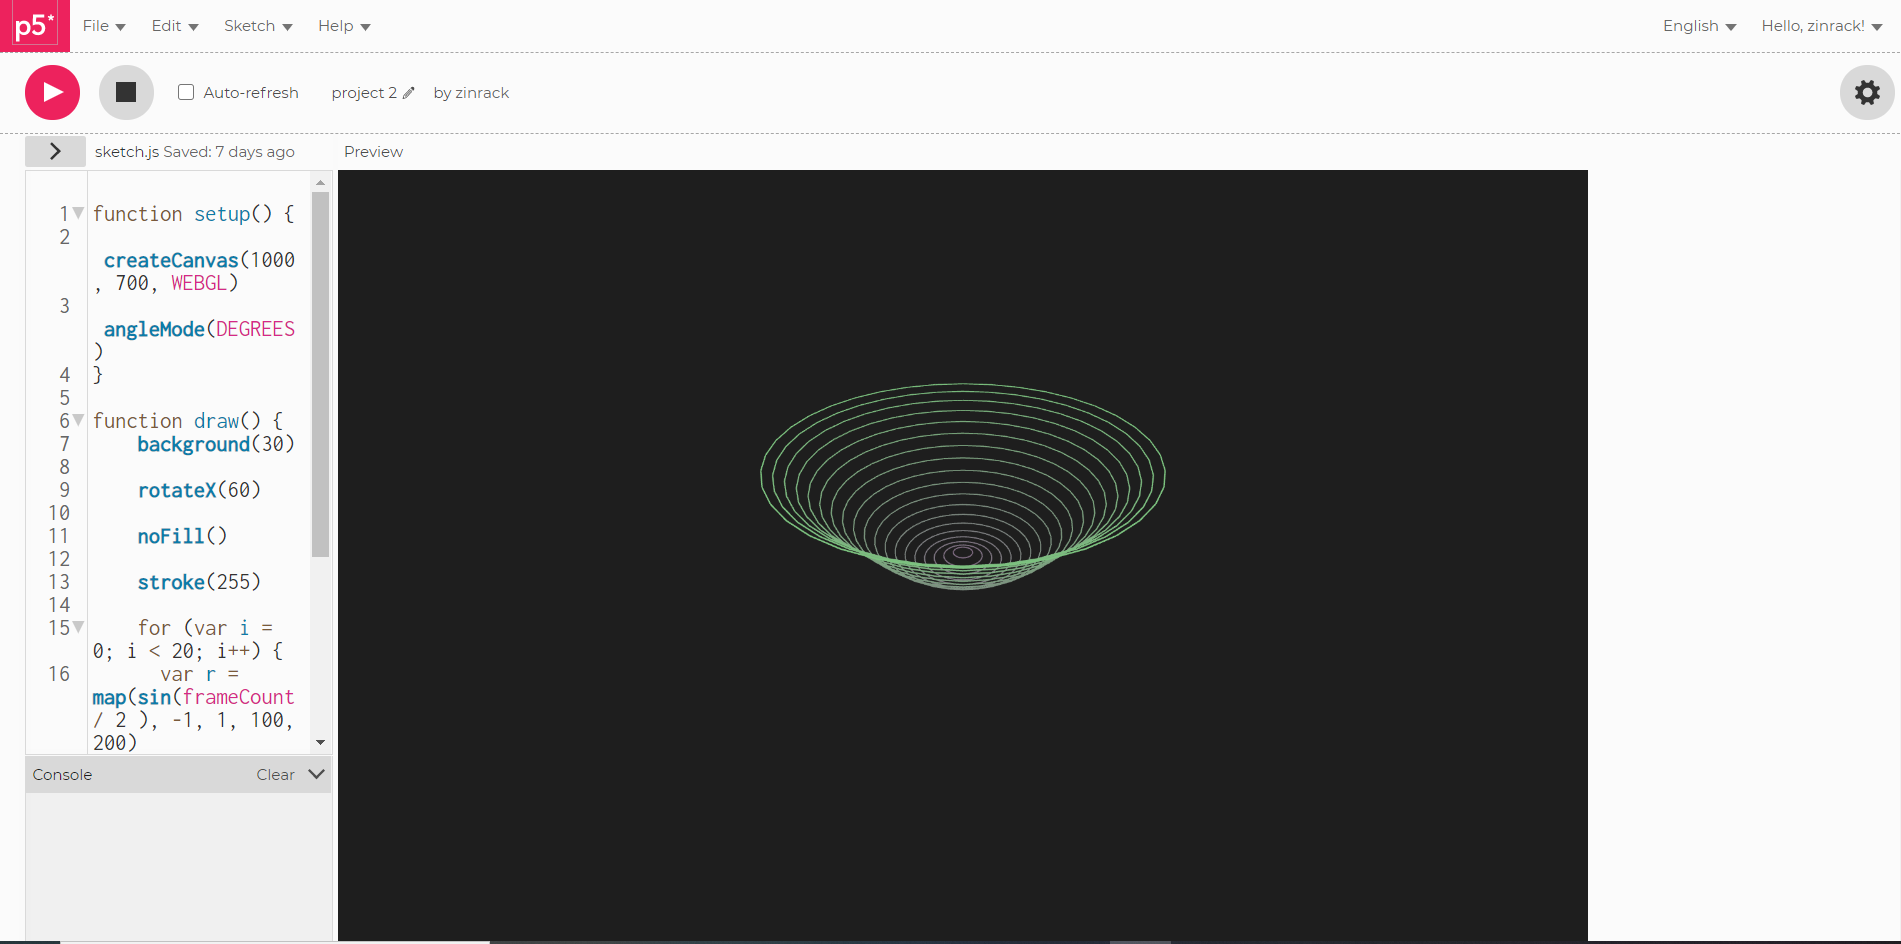 p5* File Edit Sketch Help English Hello, zinrack!
Auto-refresh project 2 by zinrack
sketch.js Saved: 7 days ago Preview
1 function setup() {
2
createCanvas(1000
, 700, WEBGL)
3
angleMode(DEGREES
)
4 }
5
6 function draw() {
7 background(30)
8
9 rotateX(60)
10
11 noFill()
12
13 stroke(255)
14
15 for (var i =
0; i < 20; i++) {
16 var r =
map(sin(frameCount
/ 2 ), -1, 1, 100,
200)
Console Clear